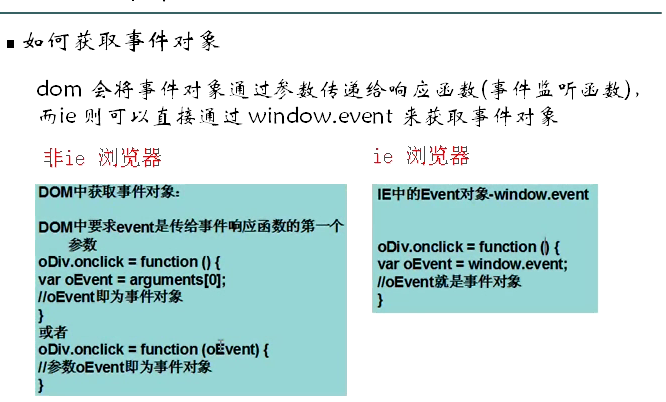 如何获取事件对象
dom 会将事件对象通过参数传递给响应函数(事件监听函数),
而ie 则可以直接通过 window.event 来获取事件对象
非ie 浏览器
DOM中获取事件对象:
DOM中要求event是传给事件响应函数的第一个
参数
oDiv.onclick = function () {
var oEvent = arguments[0];
//oEvent即为事件对象
}
或者
oDiv.onclick = function (oEvent) {
//参数oEvent即为事件对象
}
ie 浏览器
IE中的Event对象-window.event
oDiv.onclick = function () {
var oEvent = window.event;
//oEvent就是事件对象
}